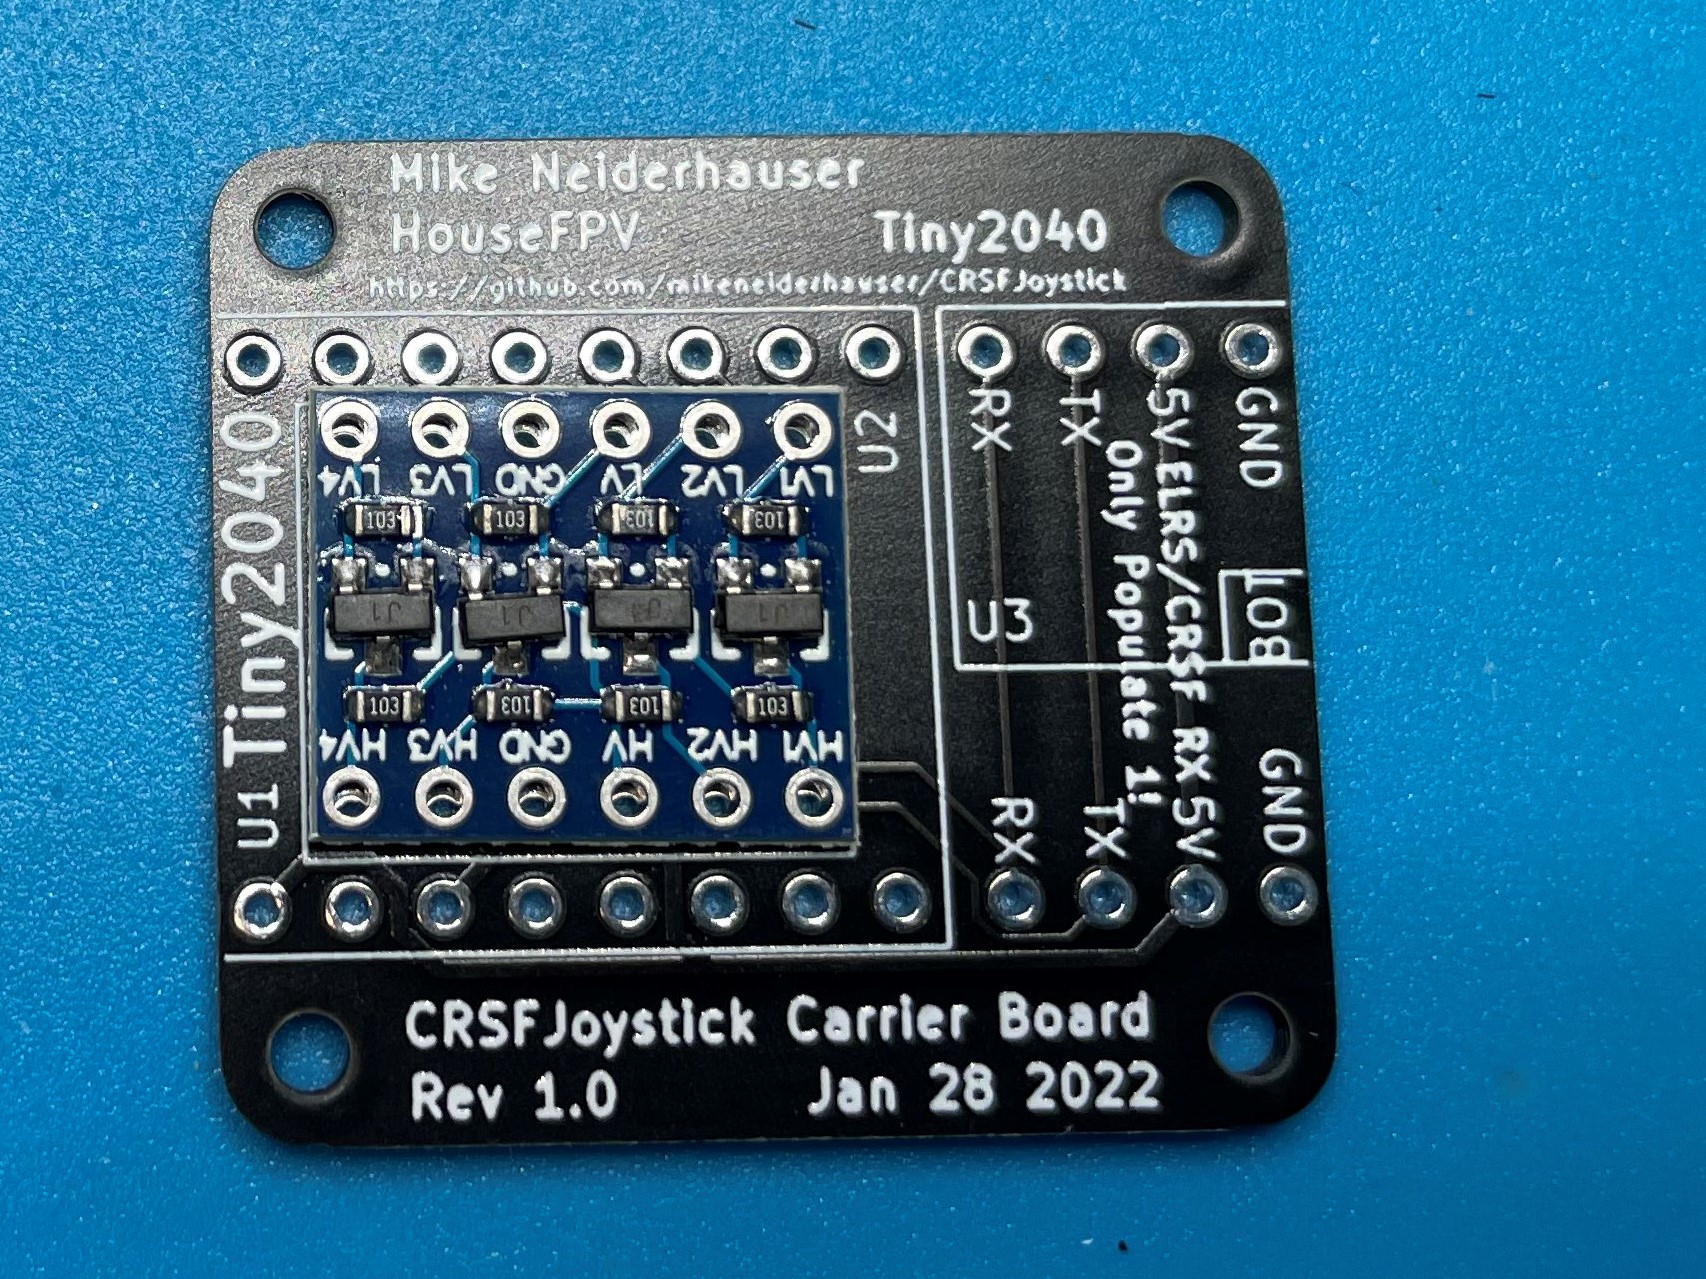 Mike Neiderhauser
HouseFPV
Tiny2040
https://github.com/mikeneiderhauser/CRSFJoystick
U1 Tiny2040
U2
LV4 LV3 GND LV LV2 LV1
103 103 103 103
J1 J1 J1 J1
103 103 103 103
HV4 HV3 GND HV HV2 HV1
RX TX 5V GND
ELRS/CRSF RX
Only Populate 1!
U3
BOT
RX TX 5V GND
CRSFJoystick Carrier Board
Rev 1.0
Jan 28 2022